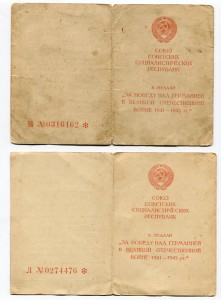 СОЮЗ
СОВЕТСКИХ
СОЦИАЛИСТИЧЕСКИХ
РЕСПУБЛИК
К МЕДАЛИ
"ЗА ПОБЕДУ НАД ГЕРМАНИЕЙ
В ВЕЛИКОЙ ОТЕЧЕСТВЕННОЙ
ВОЙНЕ 1941—1945 гг."
№0316162 ✻
СОЮЗ
СОВЕТСКИХ
СОЦИАЛИСТИЧЕСКИХ
РЕСПУБЛИК
К МЕДАЛИ
"ЗА ПОБЕДУ НАД ГЕРМАНИЕЙ
В ВЕЛИКОЙ ОТЕЧЕСТВЕННОЙ
ВОЙНЕ 1941—1945 гг."
Л №0274476 ✻